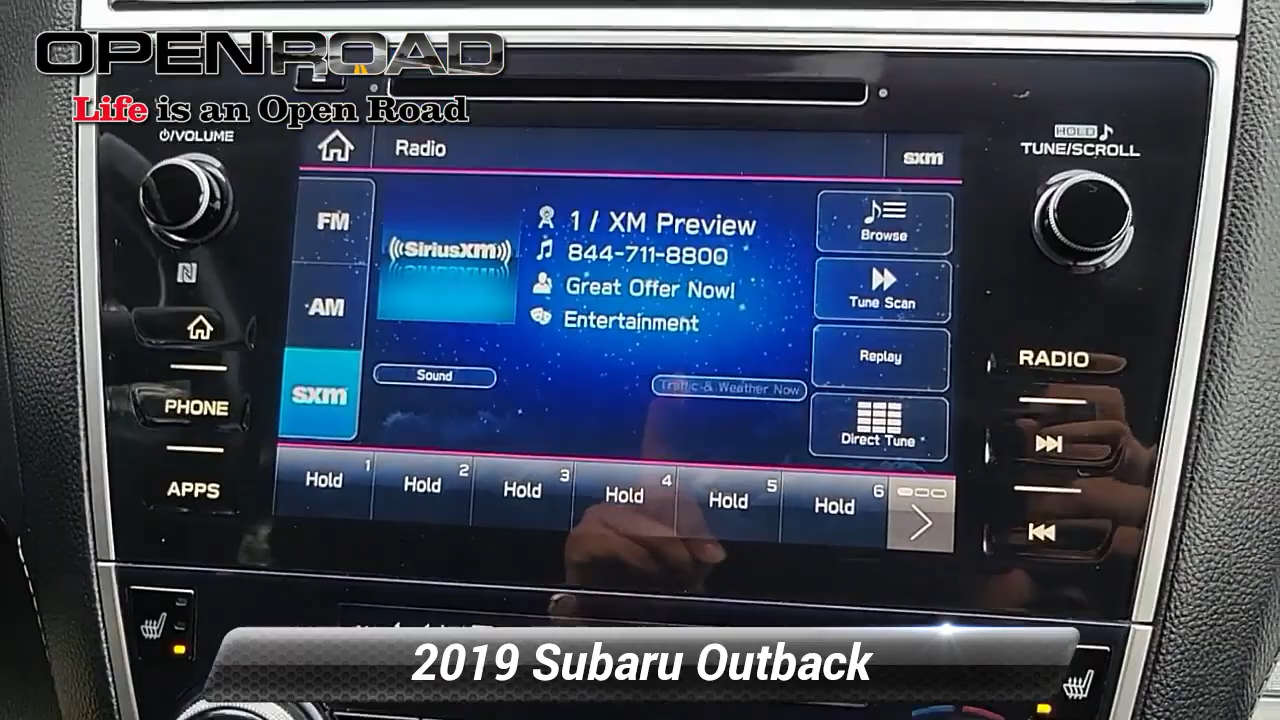 OPENROAD
Life is an Open Road
⏻/VOLUME
HOLD
TUNE/SCROLL
Radio
sxm
FM
AM
sxm
((SiriusXM))
1 / XM Preview
844-711-8800
Great Offer Now!
Entertainment
Sound
Traffic & Weather Now
Browse
Tune Scan
Replay
Direct Tune
PHONE
APPS
RADIO
Hold 1
Hold 2
Hold 3
Hold 4
Hold 5
Hold 6
2019 Subaru Outback